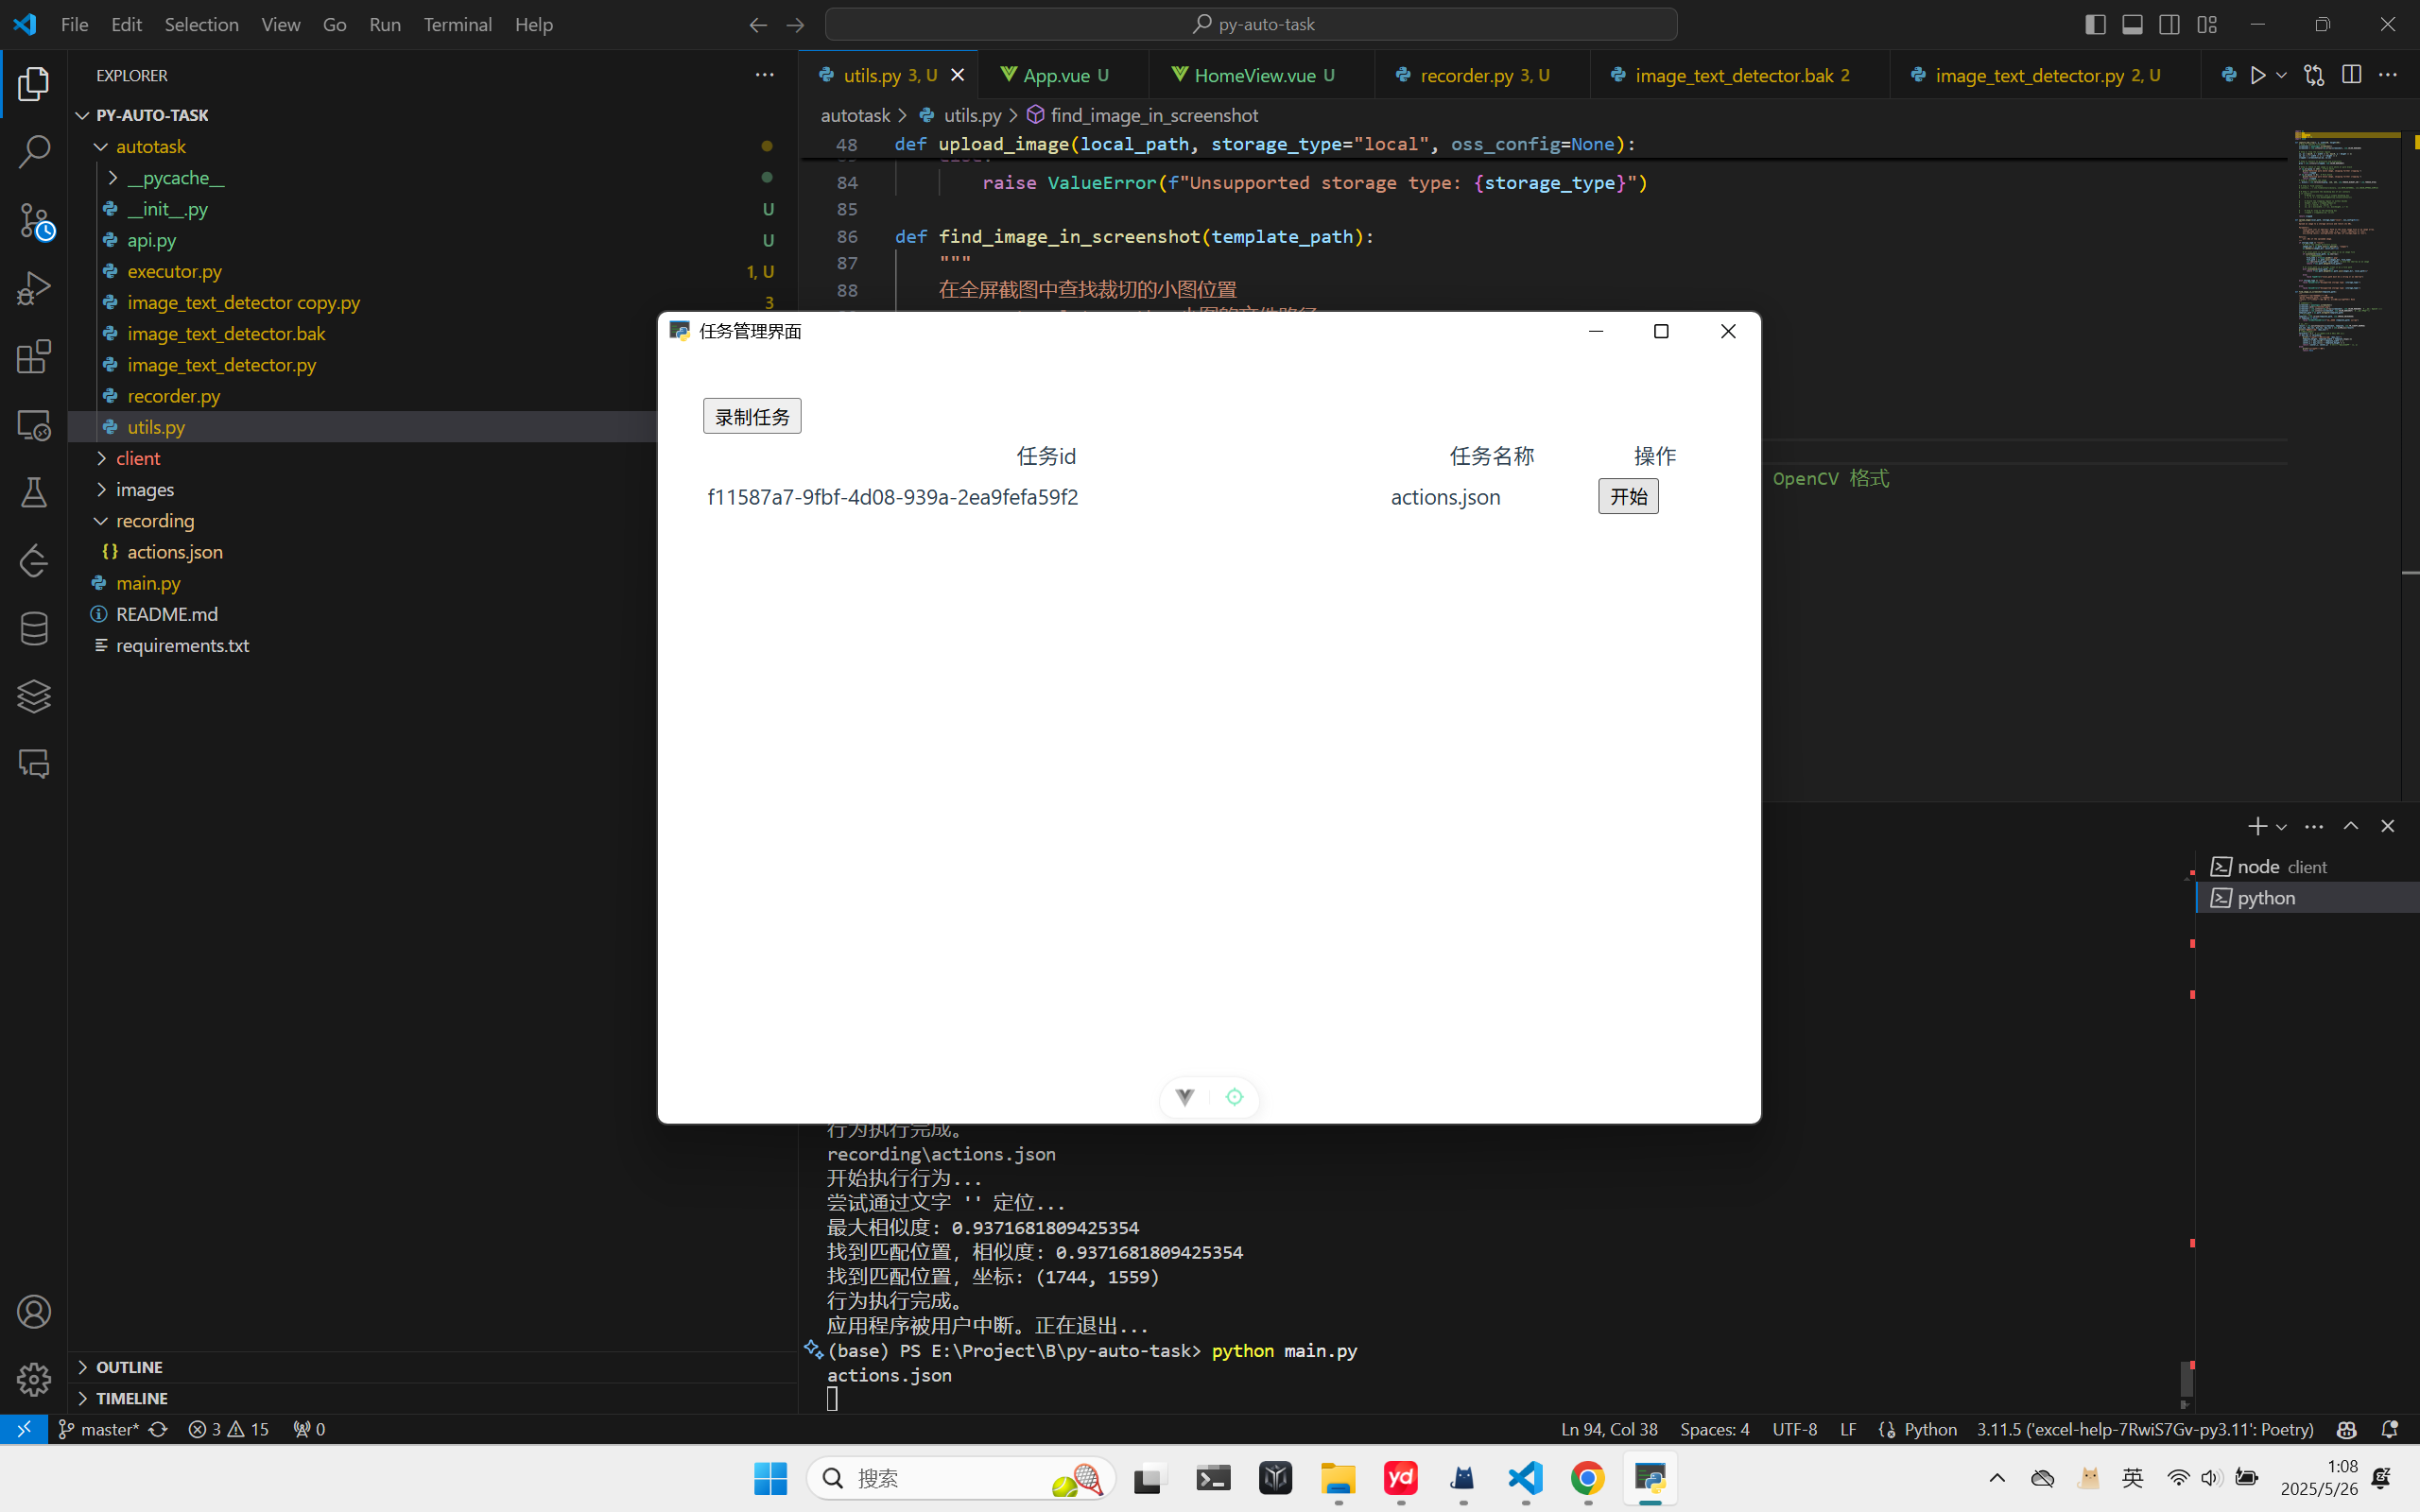 File Edit Selection View Go Run Terminal Help
py-auto-task
EXPLORER
PY-AUTO-TASK
autotask
__pycache__
__init__.py U
api.py U
executor.py 1, U
image_text_detector copy.py 3
image_text_detector.bak
image_text_detector.py
recorder.py
utils.py
client
images
recording
actions.json
main.py
README.md
requirements.txt
OUTLINE
TIMELINE
utils.py 3, U
App.vue U
HomeView.vue U
recorder.py 3, U
image_text_detector.bak 2
image_text_detector.py 2, U
autotask > utils.py > find_image_in_screenshot
48 def upload_image(local_path, storage_type="local", oss_config=None):
84 raise ValueError(f"Unsupported storage type: {storage_type}")
85
86 def find_image_in_screenshot(template_path):
87 """
88 在全屏截图中查找裁切的小图位置
OpenCV 格式
任务管理界面
录制任务
任务id 任务名称 操作
f11587a7-9fbf-4d08-939a-2ea9fefa59f2 actions.json 开始
node client
python
行为执行完成。
recording\actions.json
开始执行行为...
尝试通过文字 '' 定位...
最大相似度: 0.9371681809425354
找到匹配位置, 相似度: 0.9371681809425354
找到匹配位置, 坐标: (1744, 1559)
行为执行完成。
应用程序被用户中断。正在退出...
(base) PS E:\Project\B\py-auto-task> python main.py
actions.json
master* 3 15 0
Ln 94, Col 38 Spaces: 4 UTF-8 LF Python 3.11.5 ('excel-help-7RwiS7Gv-py3.11': Poetry)
搜索
yd
英
1:08
2025/5/26